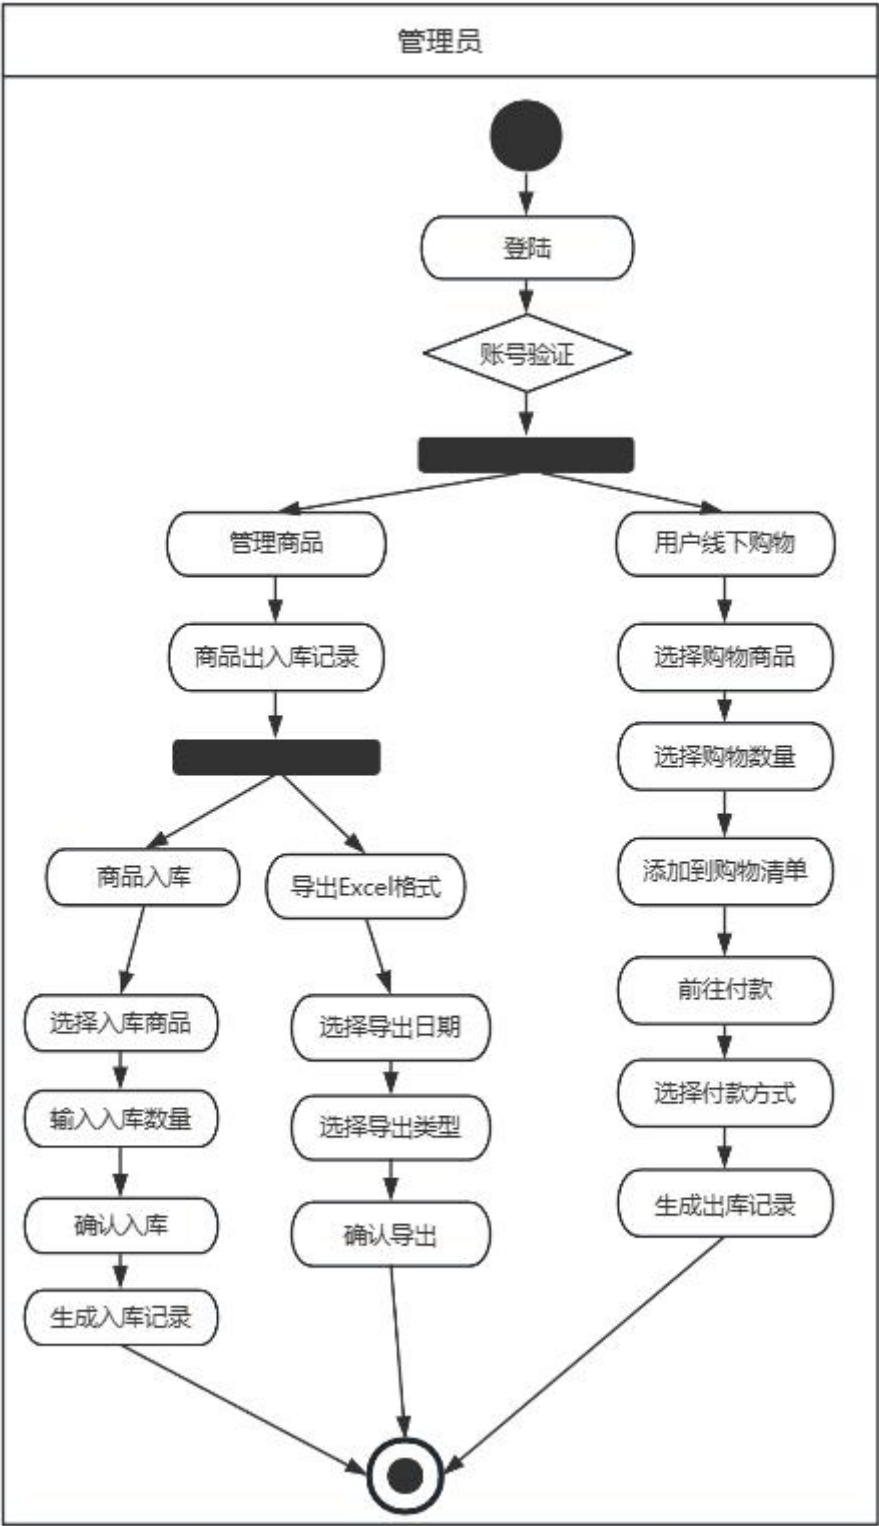 管理员
登陆
账号验证
管理商品
用户线下购物
商品出入库记录
选择购物商品
选择购物数量
商品入库
导出Excel格式
添加到购物清单
选择入库商品
选择导出日期
前往付款
输入入库数量
选择导出类型
选择付款方式
确认入库
确认导出
生成出库记录
生成入库记录